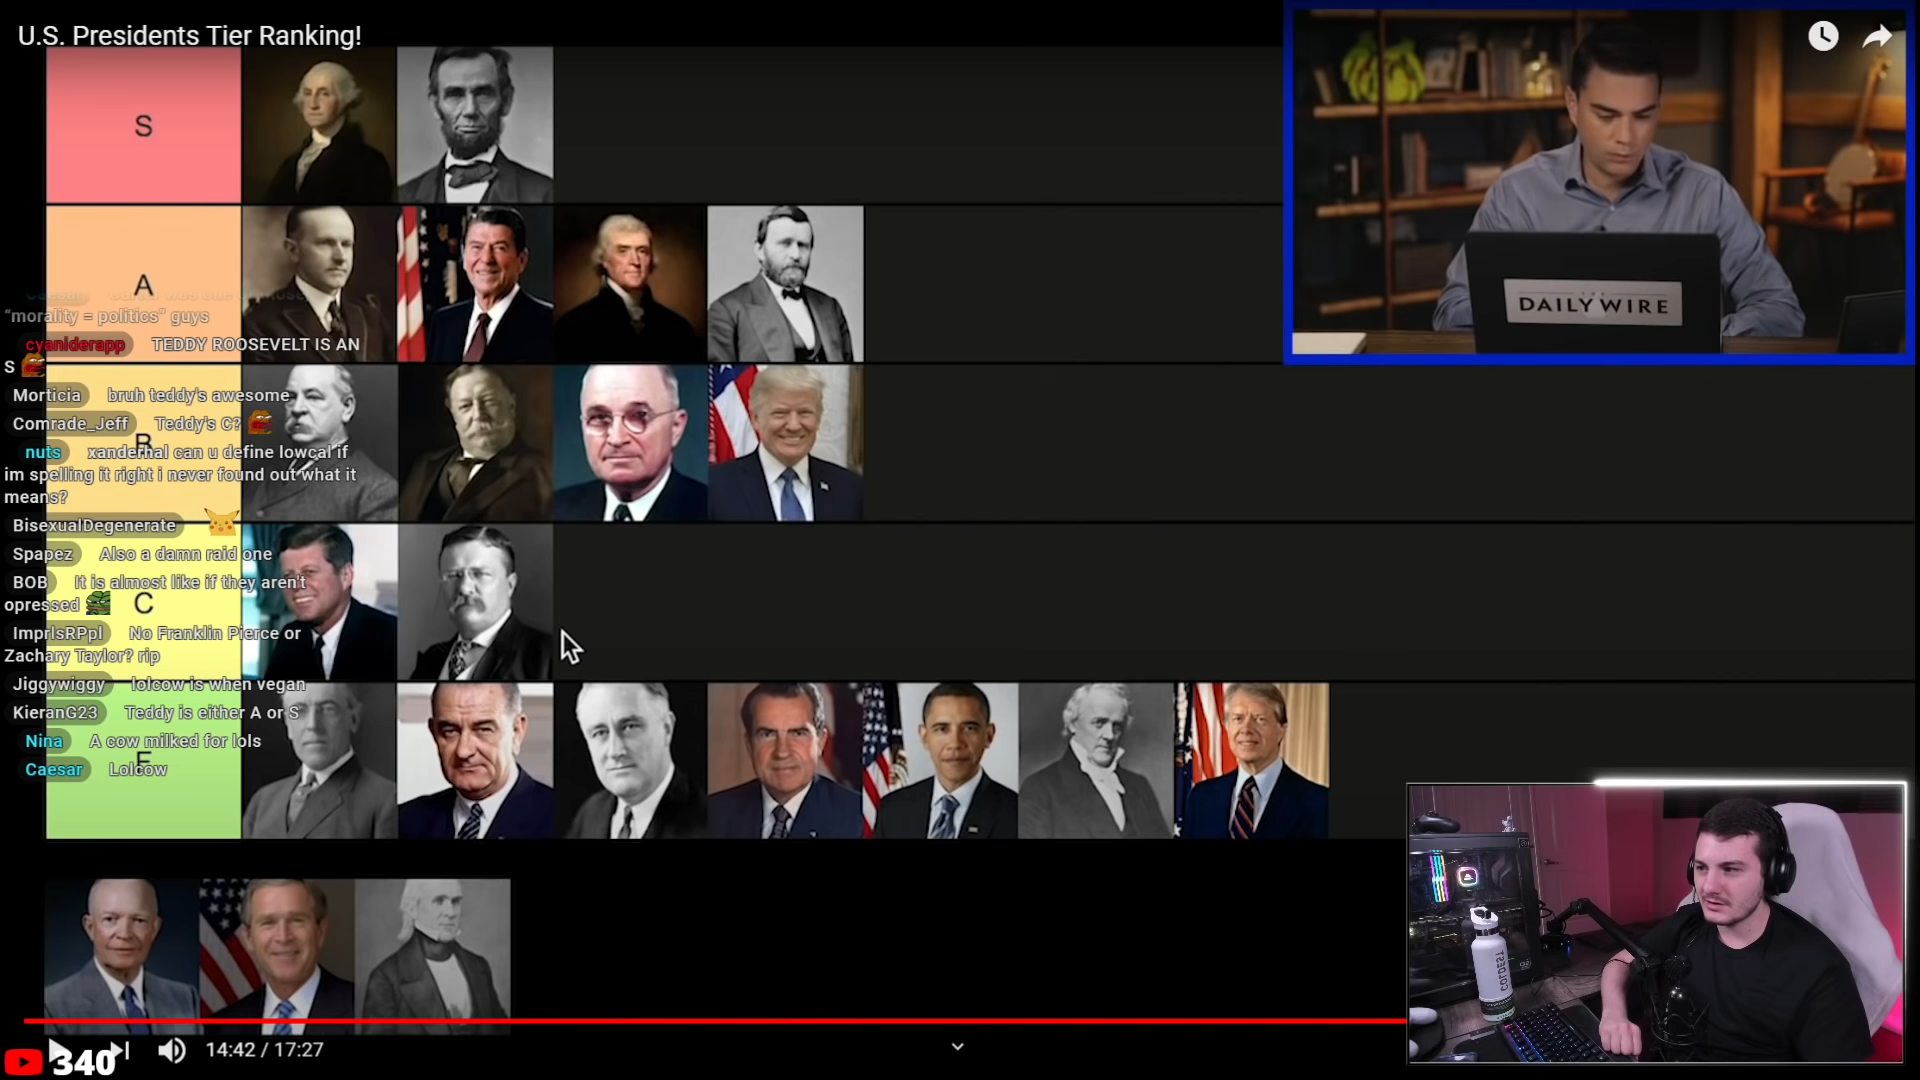 U.S. Presidents Tier Ranking!
S
DAILY WIRE
A
"morality = politics" guys
cyaniderapp TEDDY ROOSEVELT IS AN
S
Morticia bruh teddy's awesome
Comrade_Jeff Teddy's C?
B
nuts xanderhal can u define lowcal if
im spelling it right i never found out what it
means?
BisexualDegenerate
Spapez Also a damn raid one
BOB It is almost like if they aren't
opressed
C
ImprlsRPpl No Franklin Pierce or
Zachary Taylor? rip
Jiggywiggy lolcow is when vegan
KieranG23 Teddy is either A or S
Nina A cow milked for lols
F
Caesar Lolcow
COLDEST
14:42 / 17:27
340